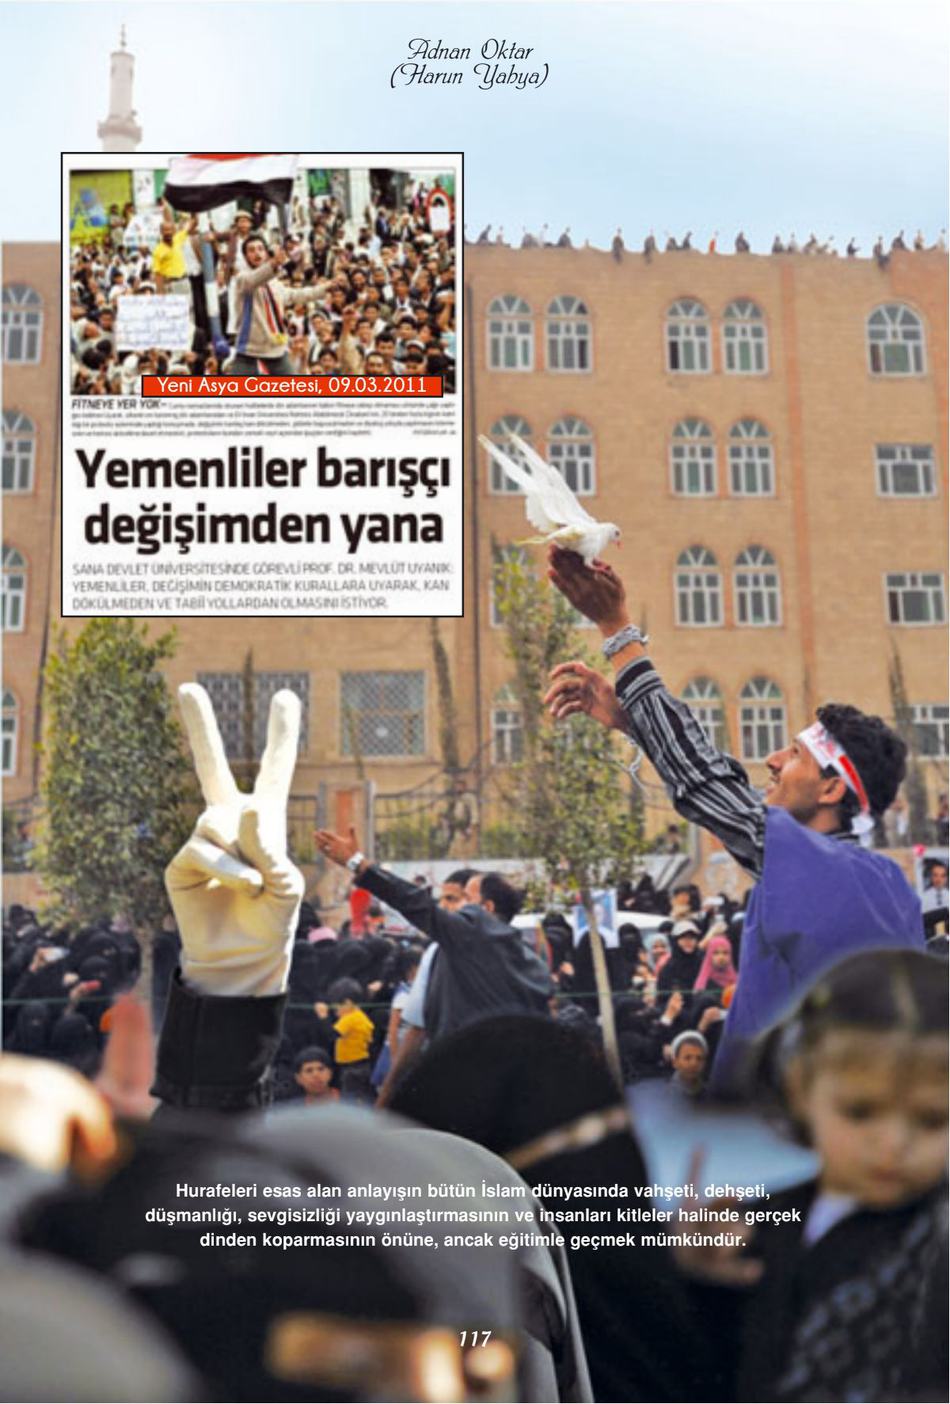 Adnan Oktar
(Harun Yahya)
Yeni Asya Gazetesi, 09.03.2011
FİTNEYE YER YOK
Yemenliler barışçı
değişimden yana
SANA DEVLET ÜNİVERSİTESİNDE GÖREVLİ PROF. DR. MEVLÜT UYANIK:
YEMENLİLER, DEĞİŞİMİN DEMOKRATİK KURALLARA UYARAK, KAN
DÖKÜLMEDEN VE TABİÎ YOLLARDAN OLMASINI İSTİYOR.
Hurafeleri esas alan anlayışın bütün İslam dünyasında vahşeti, dehşeti,
düşmanlığı, sevgisizliği yaygınlaştırmasının ve insanları kitleler halinde gerçek
dinden koparmasının önüne, ancak eğitimle geçmek mümkündür.
117